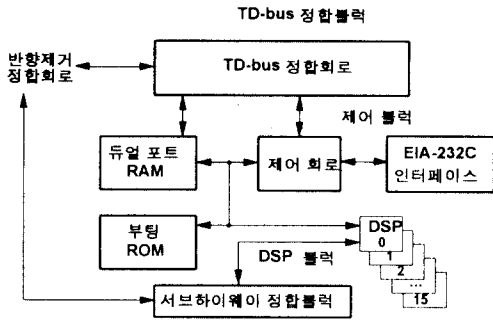 TD-bus 정합블럭
반향제거
정합회로
TD-bus 정합회로
제어 블럭
듀얼 포트
RAM
제어 회로
EIA-232C
인터페이스
부팅
ROM
DSP
0
1
2
...
15
DSP 블럭
서브하이웨이 정합블럭